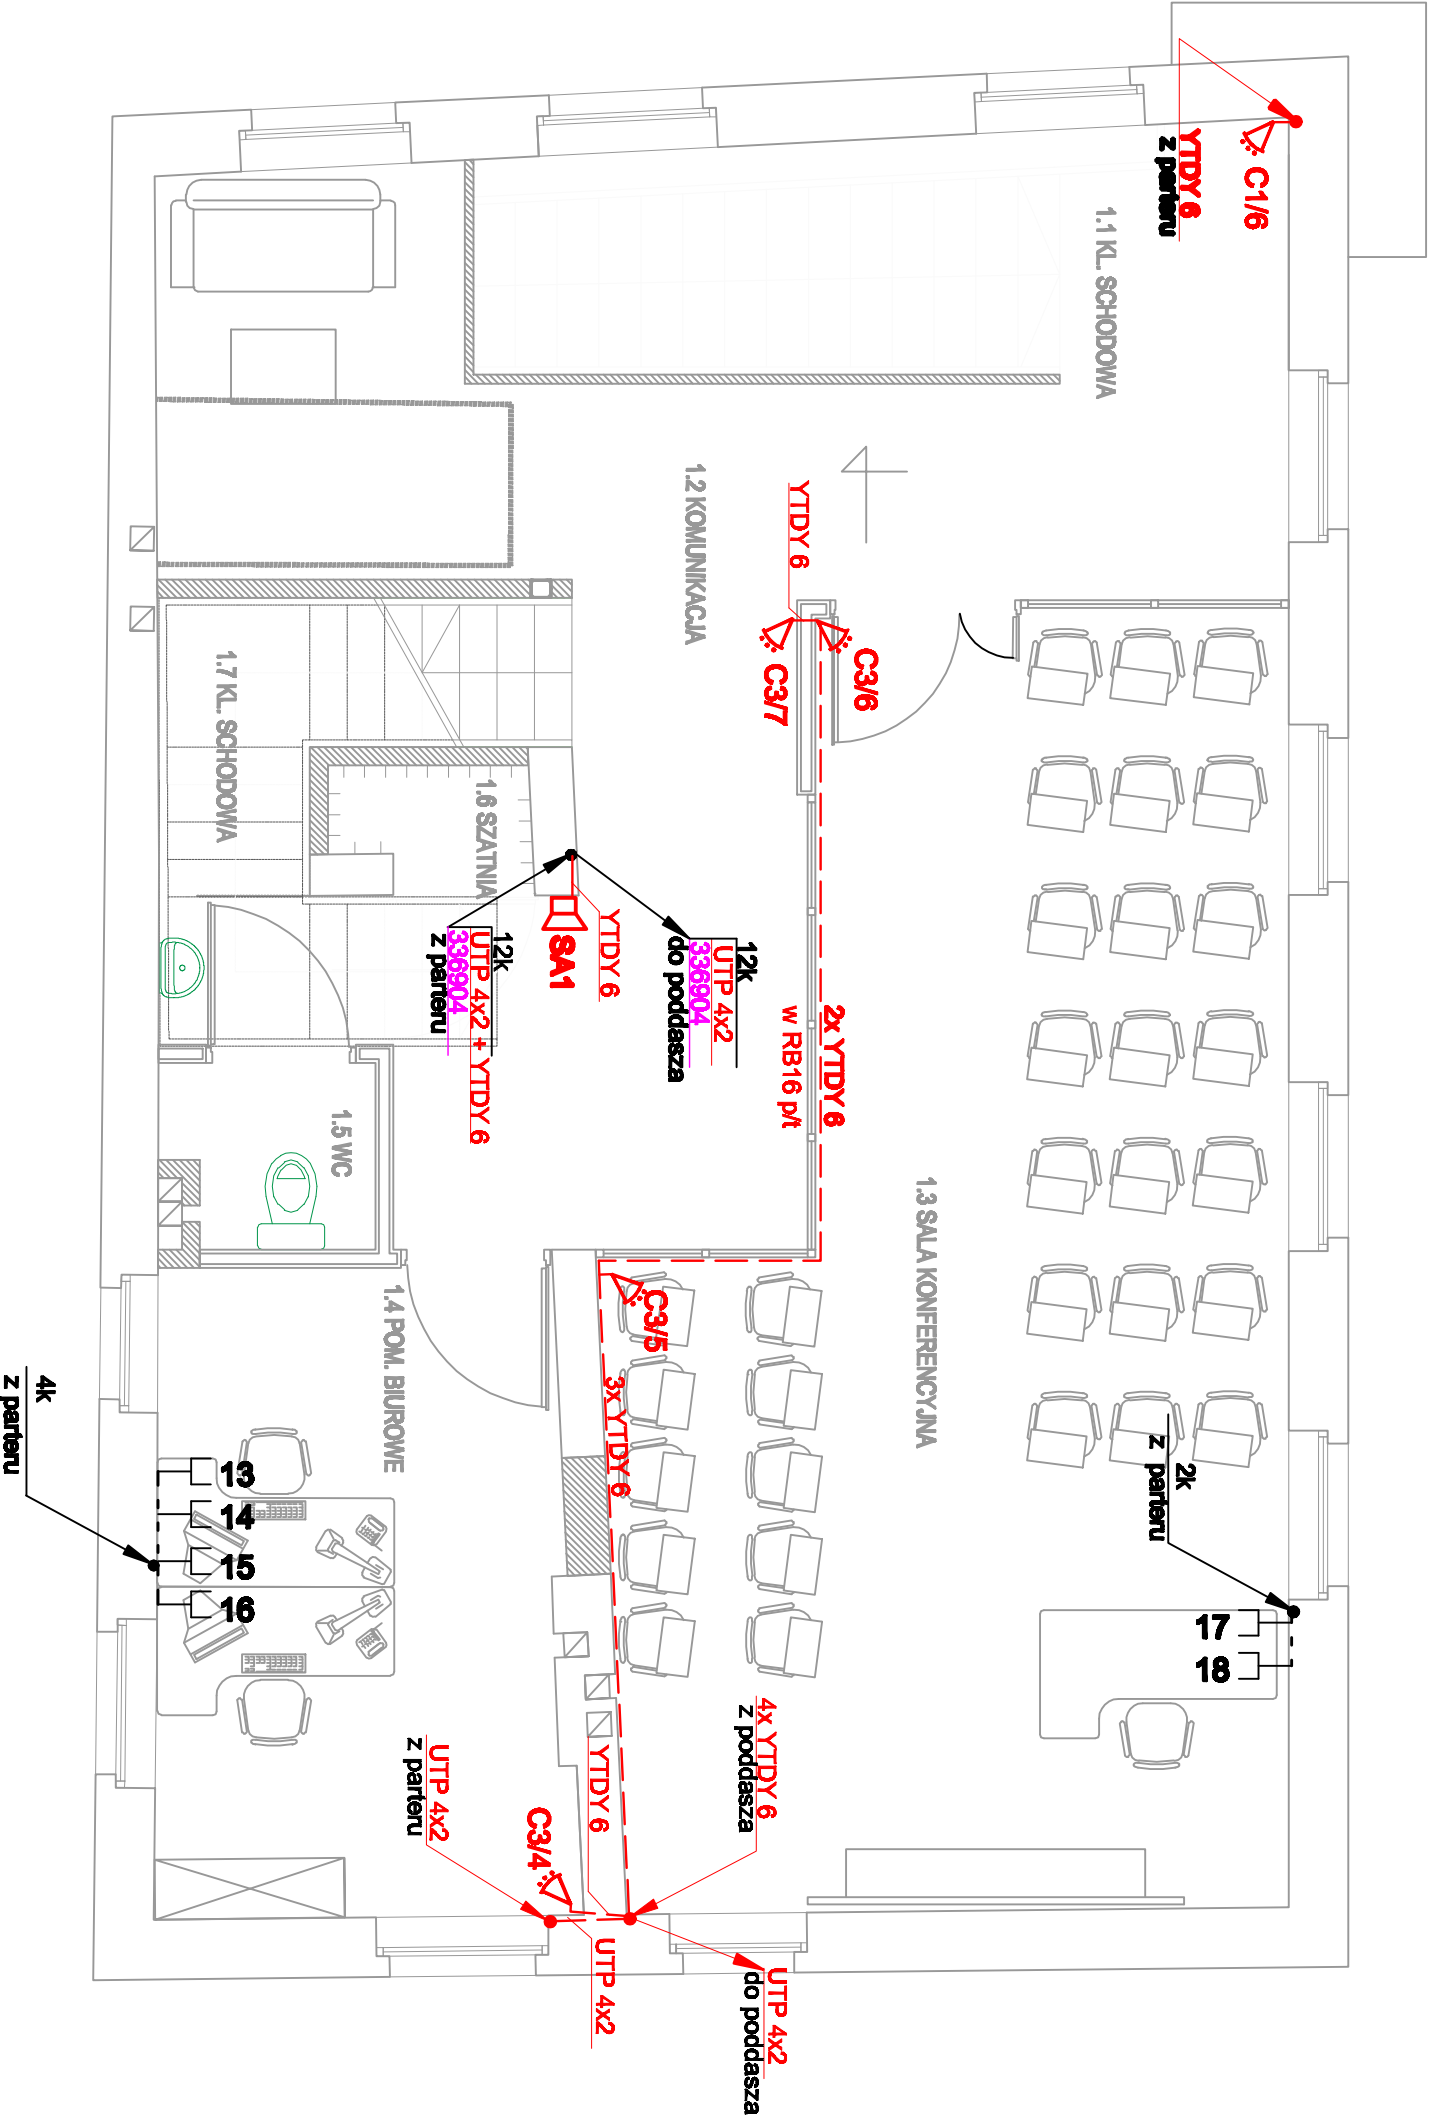 YTDY 6
z parteru
C1/6
1.1 KL. SCHODOWA
1.2 KOMUNIKACJA
YTDY 6
C3/6
C3/7
1.7 KL. SCHODOWA
1.6 SZATNIA
SA1
YTDY 6
12k
UTP 4x2
336904
do poddasza
12k
UTP 4x2 + YTDY 6
336904
z parteru
2x YTDY 6
w RB16 p/t
1.5 WC
1.3 SALA KONFERENCYJNA
1.4 POM. BIUROWE
C3/5
3x YTDY 6
4k
z parteru
13
14
15
16
2k
z parteru
17
18
4x YTDY 6
z poddasza
YTDY 6
UTP 4x2
z parteru
C3/4
UTP 4x2
UTP 4x2
do poddasza